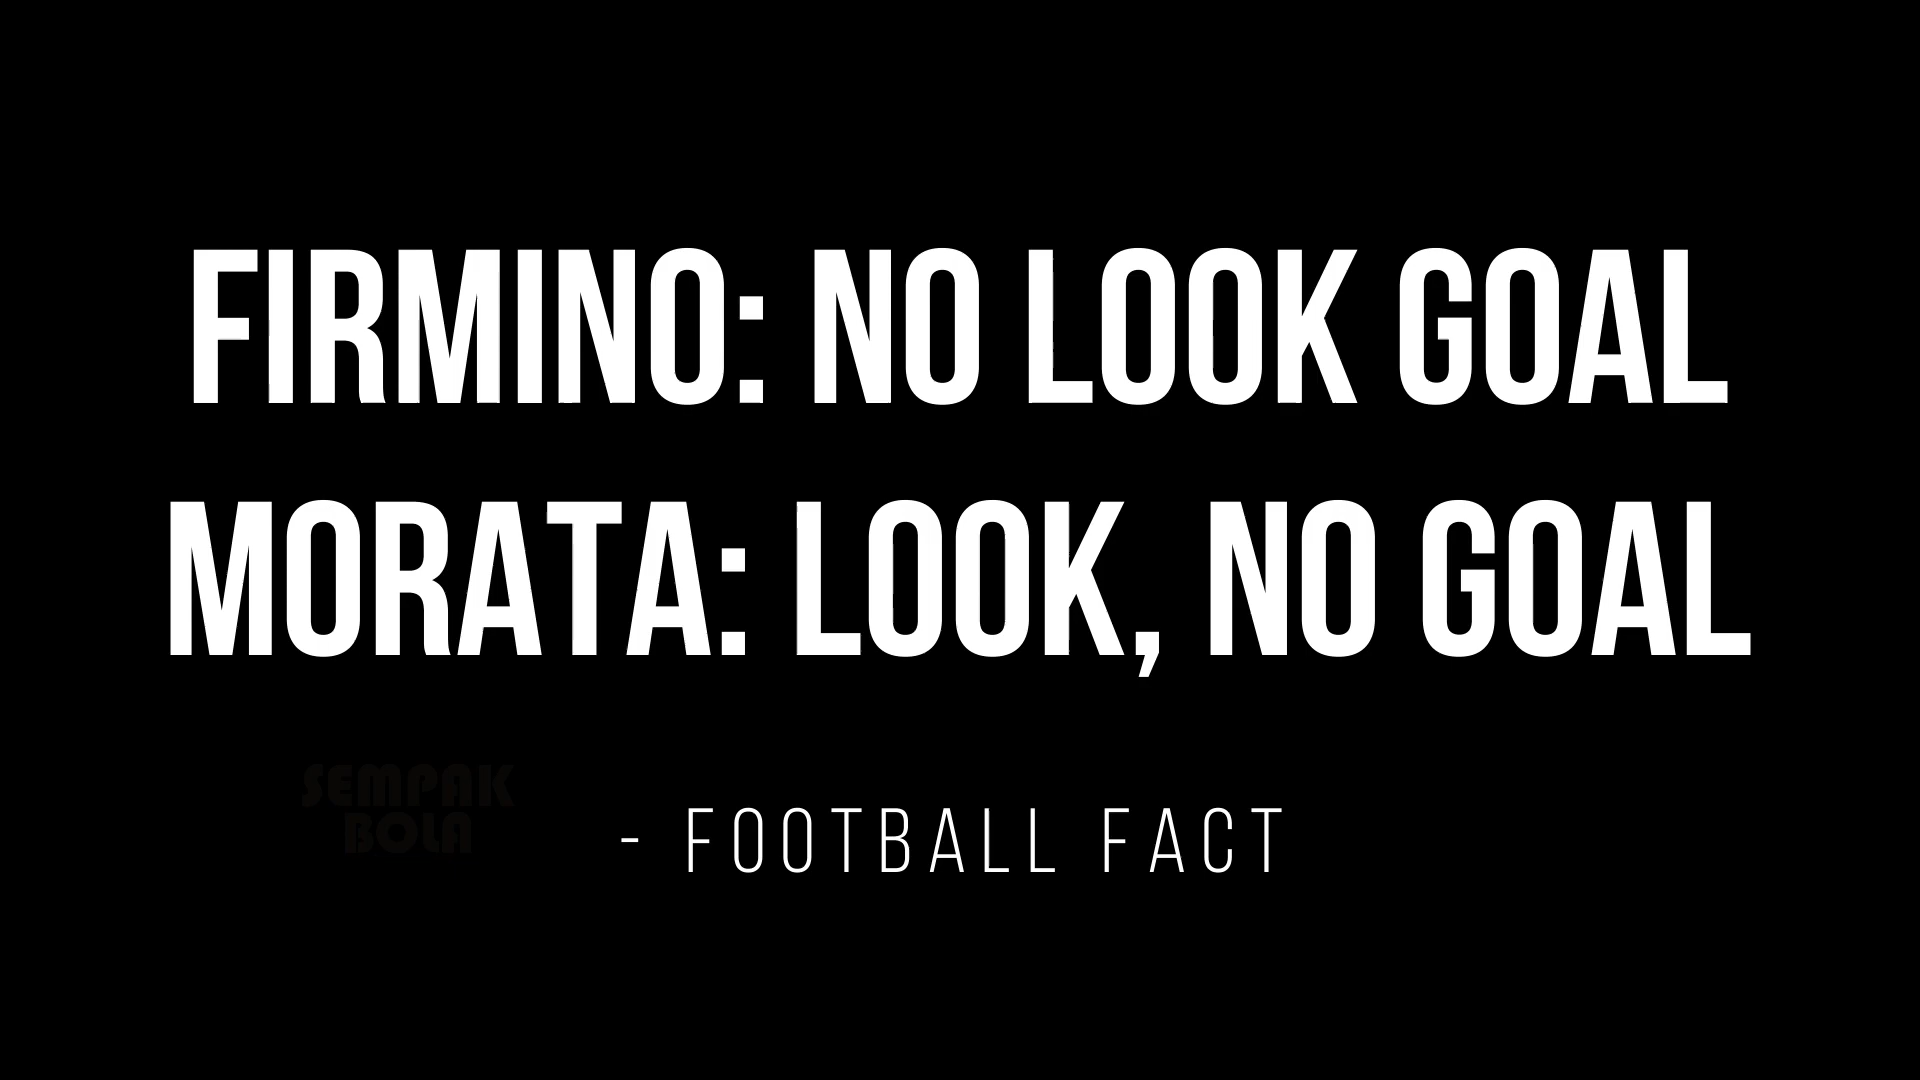 FIRMINO: NO LOOK GOAL
MORATA: LOOK, NO GOAL
SEMPAK
BOLA
- FOOTBALL FACT